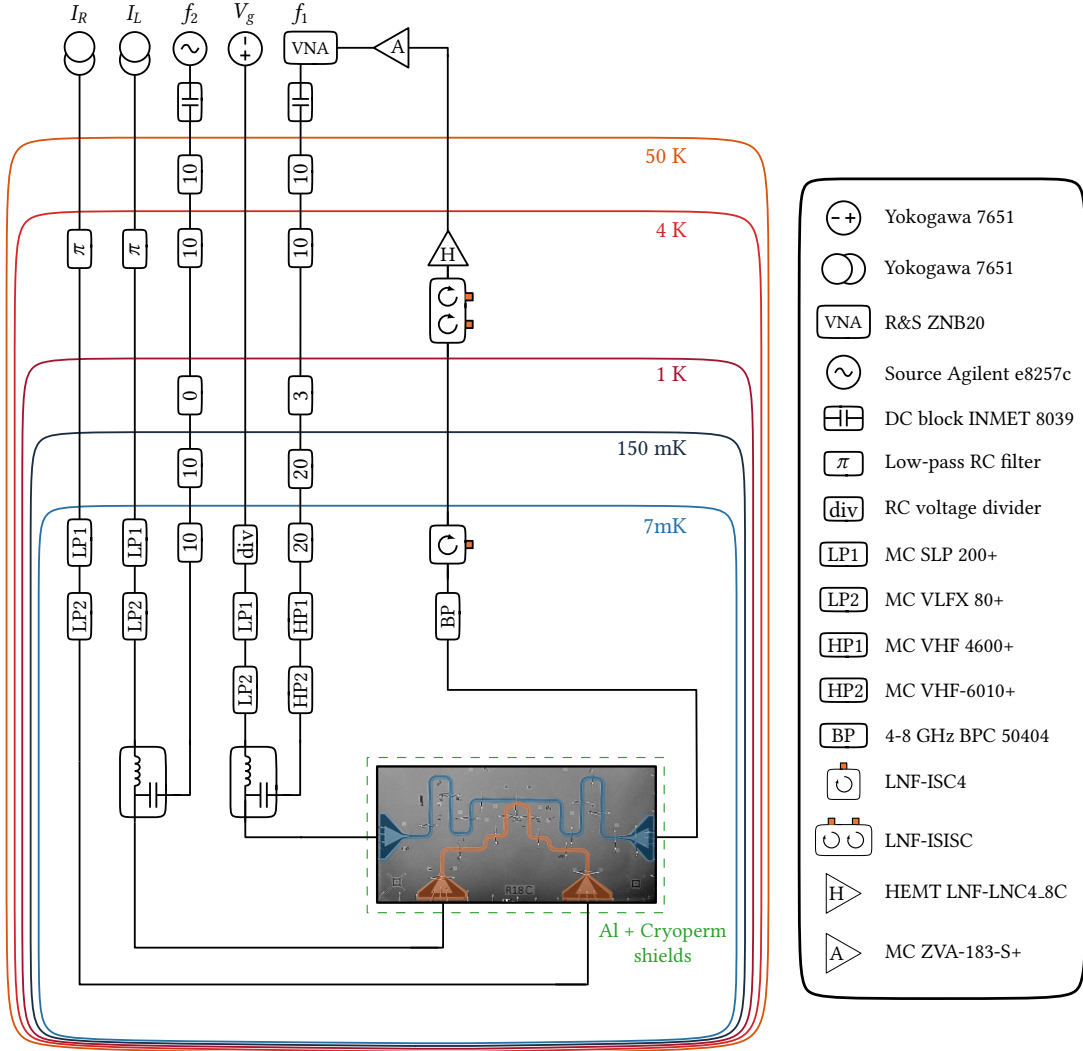 I_R I_L f_2 V_g f_1
VNA A
50 K
10 10
4 K
π π 10 10 H
1 K
0 3
150 mK
10 20
7mK
LP1 LP1 10 div 20
LP2 LP2 LP1 HP1 BP
LP2 HP2
R18C
Al + Cryoperm
shields
- + Yokogawa 7651
Yokogawa 7651
VNA R&S ZNB20
Source Agilent e8257c
DC block INMET 8039
π Low-pass RC filter
div RC voltage divider
LP1 MC SLP 200+
LP2 MC VLFX 80+
HP1 MC VHF 4600+
HP2 MC VHF-6010+
BP 4-8 GHz BPC 50404
LNF-ISC4
LNF-ISISC
H HEMT LNF-LNC4_8C
A MC ZVA-183-S+